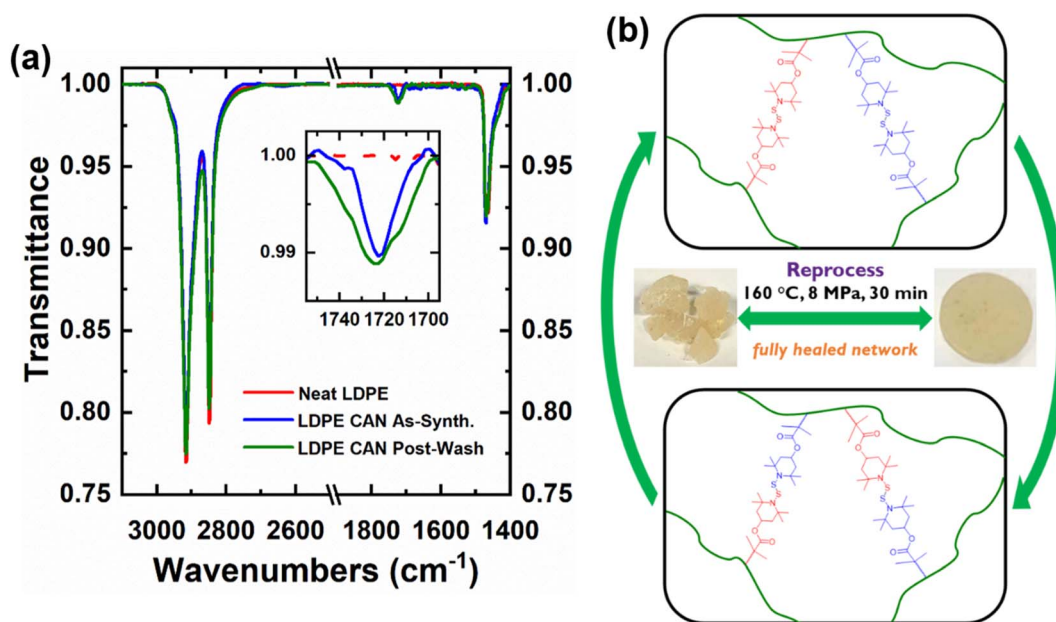 (a)
1.00
0.95
0.90
0.85
0.80
0.75
Transmittance
1.00
0.95
0.90
0.85
0.80
0.75
1.00
0.99
1740 1720 1700
Neat LDPE
LDPE CAN As-Synth.
LDPE CAN Post-Wash
3000 2800 2600 1800 1600 1400
Wavenumbers (cm⁻¹)
(b)
O
O
O
O
N
N
S
S
S
S
N
N
O
O
O
O
Reprocess
160 °C, 8 MPa, 30 min
fully healed network
O
O
O
O
N
N
S
S
S
S
N
N
O
O
O
O